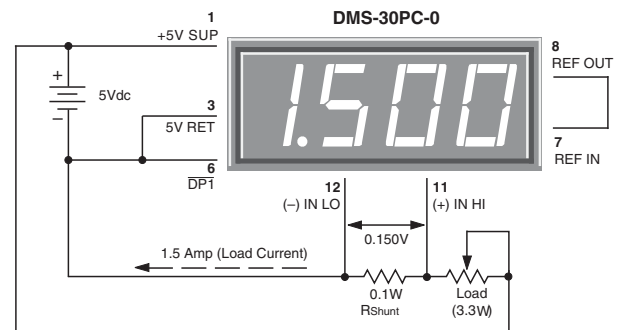 DMS-30PC-0
1
+5V SUP
8
REF OUT
+
5Vdc
–
1.500
3
5V RET
7
REF IN
6
DP1
12
(–) IN LO
11
(+) IN HI
0.150V
1.5 Amp (Load Current)
0.1W
RShunt
Load
(3.3W)